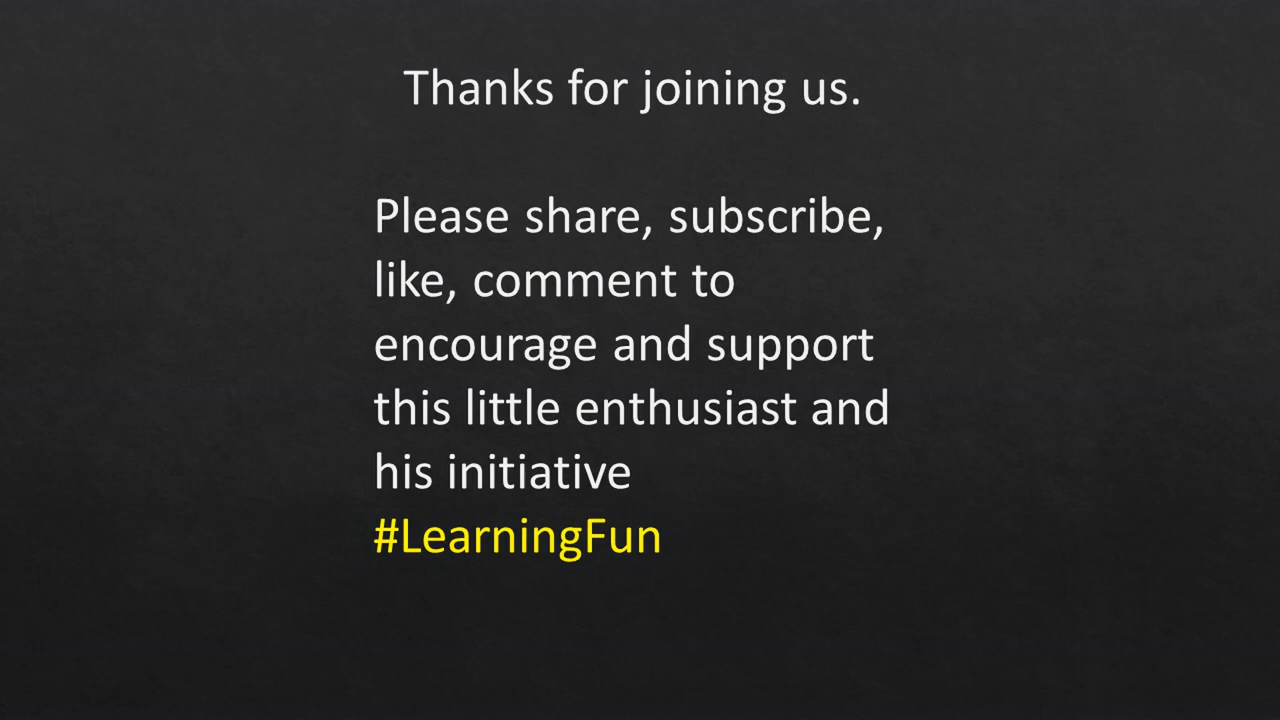 Thanks for joining us.
Please share, subscribe,
like, comment to
encourage and support
this little enthusiast and
his initiative
#LearningFun